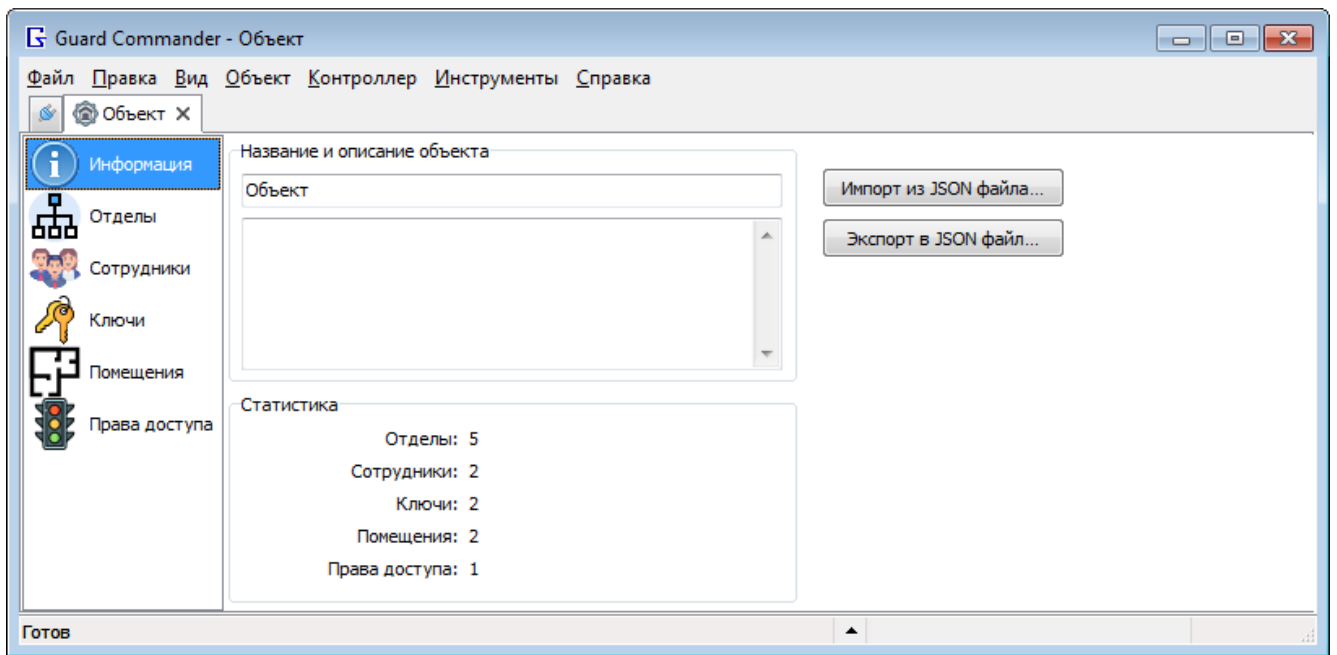 Guard Commander - Объект
Файл Правка Вид Объект Контроллер Инструменты Справка
Объект
Информация
Отделы
Сотрудники
Ключи
Помещения
Права доступа
Название и описание объекта
Объект
Импорт из JSON файла...
Экспорт в JSON файл...
Статистика
Отделы: 5
Сотрудники: 2
Ключи: 2
Помещения: 2
Права доступа: 1
Готов